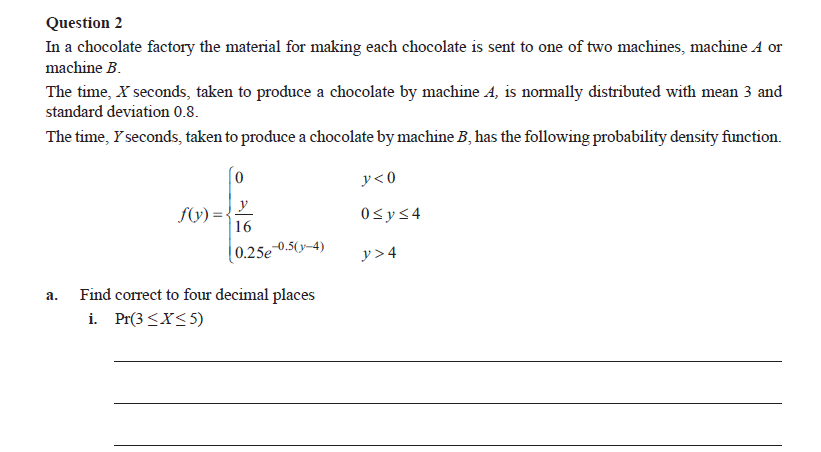 Question 2
In a chocolate factory the material for making each chocolate is sent to one of two machines, machine A or
machine B.
The time, X seconds, taken to produce a chocolate by machine A, is normally distributed with mean 3 and
standard deviation 0.8.
The time, Y seconds, taken to produce a chocolate by machine B, has the following probability density function.
0 y < 0
f(y) = { y/16 0 ≤ y ≤ 4
0.25e^−0.5(y−4) y > 4
a. Find correct to four decimal places
i. Pr(3 ≤ X ≤ 5)